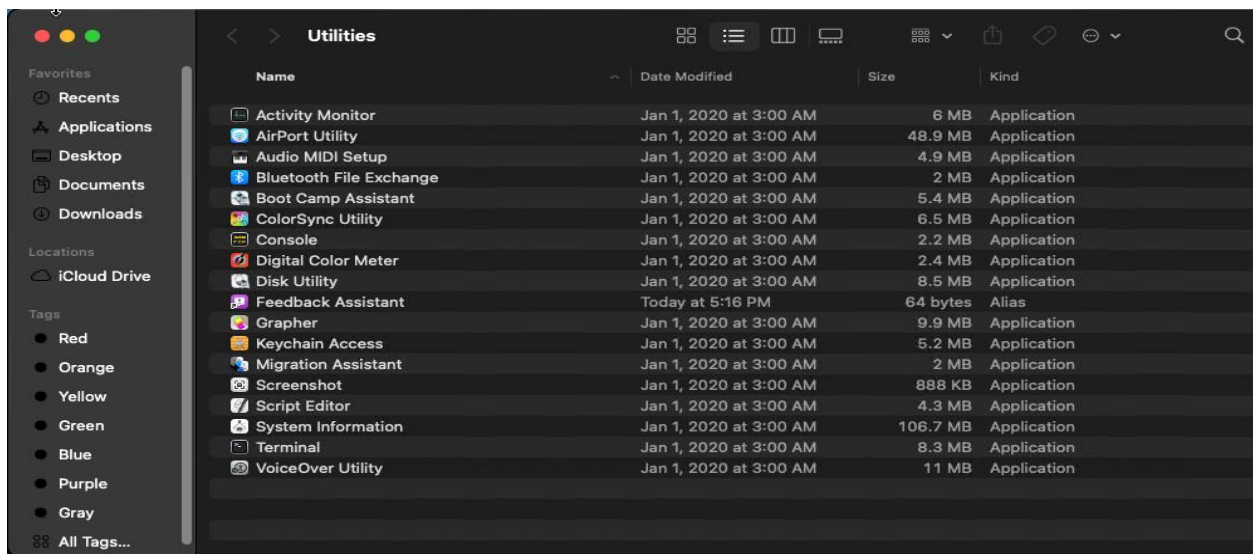 Utilities
Favorites
Recents
Applications
Desktop
Documents
Downloads
Locations
iCloud Drive
Tags
Red
Orange
Yellow
Green
Blue
Purple
Gray
All Tags...
Name Date Modified Size Kind
Activity Monitor Jan 1, 2020 at 3:00 AM 6 MB Application
AirPort Utility Jan 1, 2020 at 3:00 AM 48.9 MB Application
Audio MIDI Setup Jan 1, 2020 at 3:00 AM 4.9 MB Application
Bluetooth File Exchange Jan 1, 2020 at 3:00 AM 2 MB Application
Boot Camp Assistant Jan 1, 2020 at 3:00 AM 5.4 MB Application
ColorSync Utility Jan 1, 2020 at 3:00 AM 6.5 MB Application
Console Jan 1, 2020 at 3:00 AM 2.2 MB Application
Digital Color Meter Jan 1, 2020 at 3:00 AM 2.4 MB Application
Disk Utility Jan 1, 2020 at 3:00 AM 8.5 MB Application
Feedback Assistant Today at 5:16 PM 64 bytes Alias
Grapher Jan 1, 2020 at 3:00 AM 9.9 MB Application
Keychain Access Jan 1, 2020 at 3:00 AM 5.2 MB Application
Migration Assistant Jan 1, 2020 at 3:00 AM 2 MB Application
Screenshot Jan 1, 2020 at 3:00 AM 888 KB Application
Script Editor Jan 1, 2020 at 3:00 AM 4.3 MB Application
System Information Jan 1, 2020 at 3:00 AM 106.7 MB Application
Terminal Jan 1, 2020 at 3:00 AM 8.3 MB Application
VoiceOver Utility Jan 1, 2020 at 3:00 AM 11 MB Application